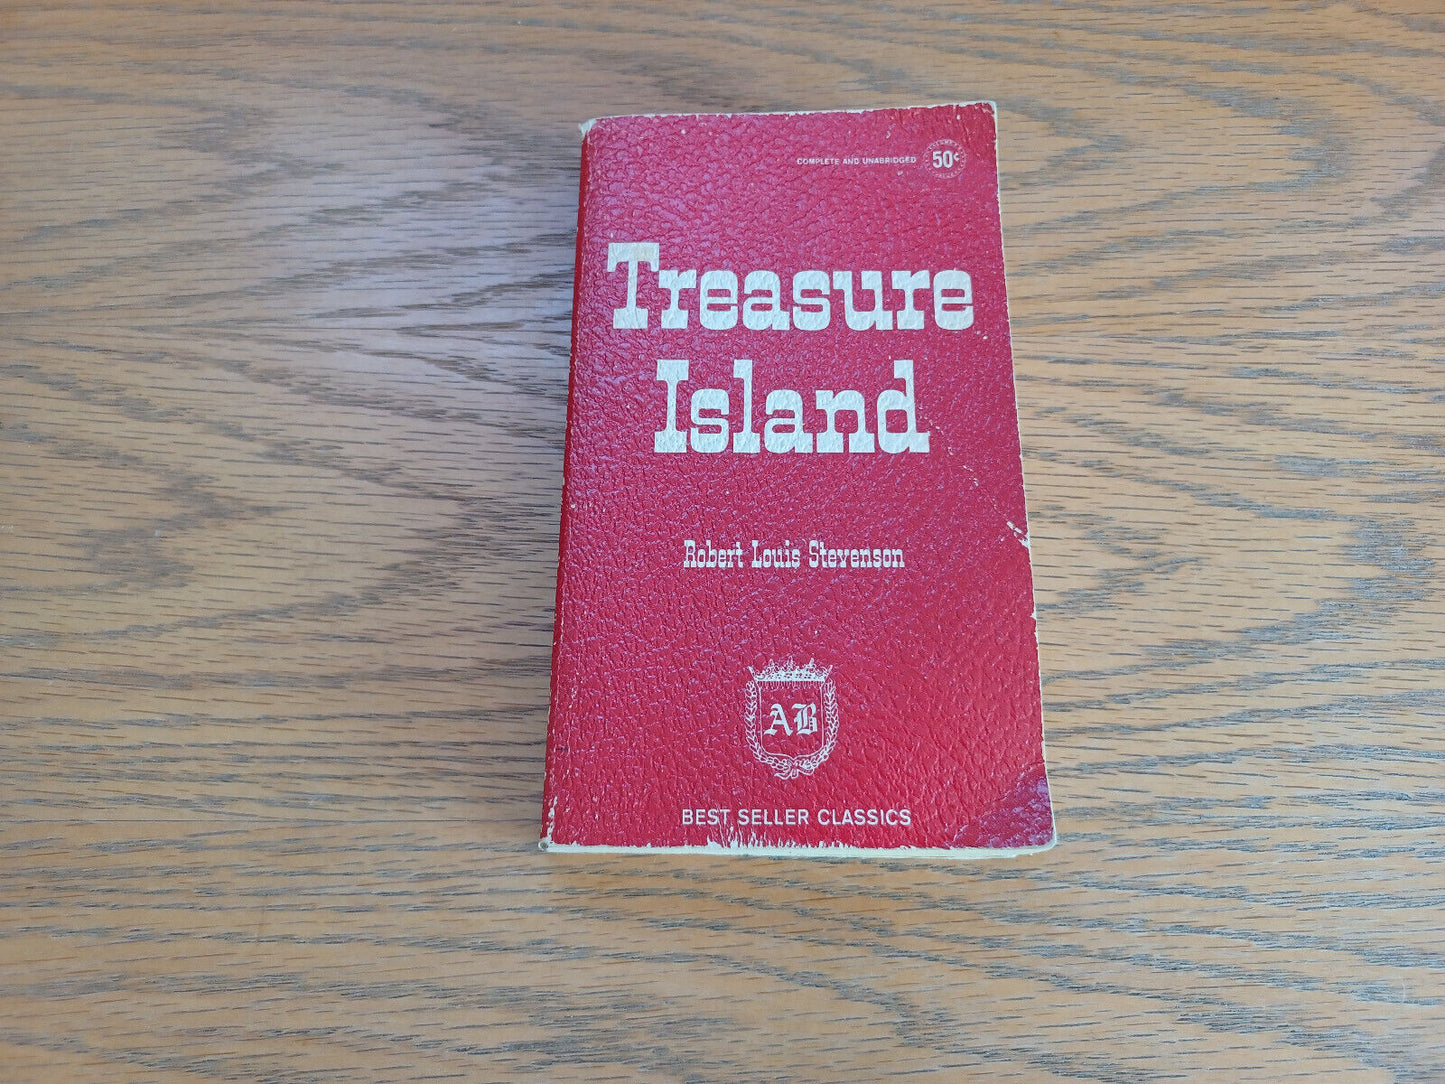 COMPLETE AND UNABRIDGED
50¢
Treasure
Island
Robert Louis Stevenson
AB
BEST SELLER CLASSICS